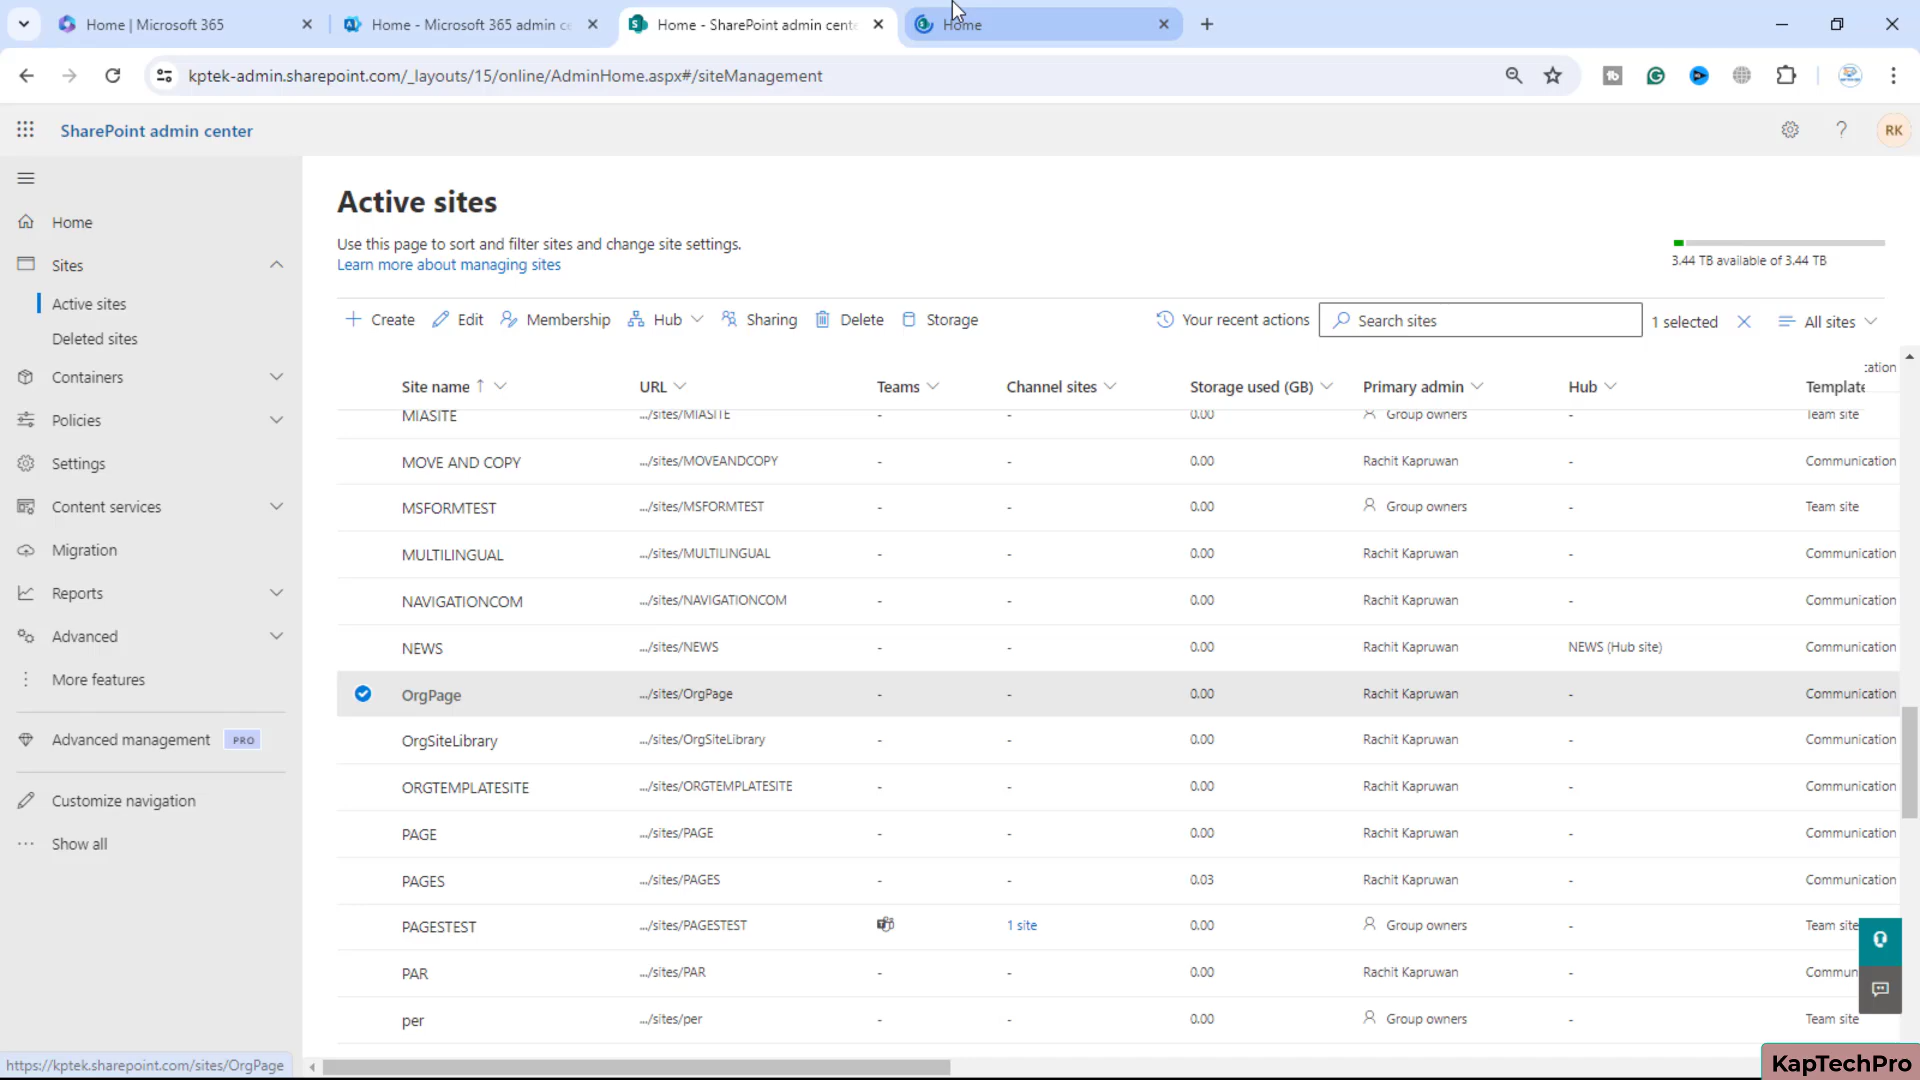 Home | Microsoft 365
Home - Microsoft 365 admin ce
Home - SharePoint admin cente
Home
kptek-admin.sharepoint.com/_layouts/15/online/AdminHome.aspx#/siteManagement
SharePoint admin center
RK
Home
Sites
Active sites
Deleted sites
Containers
Policies
Settings
Content services
Migration
Reports
Advanced
More features
Advanced management PRO
Customize navigation
Show all
Active sites
Use this page to sort and filter sites and change site settings.
Learn more about managing sites
3.44 TB available of 3.44 TB
Create Edit Membership Hub Sharing Delete Storage Your recent actions Search sites 1 selected All sites
Site name ↑ URL Teams Channel sites Storage used (GB) Primary admin Hub Template
MIASITE .../sites/MIASITE - - 0.00 Group owners - Team site
MOVE AND COPY .../sites/MOVEANDCOPY - - 0.00 Rachit Kapruwan - Communication
MSFORMTEST .../sites/MSFORMTEST - - 0.00 Group owners - Team site
MULTILINGUAL .../sites/MULTILINGUAL - - 0.00 Rachit Kapruwan - Communication
NAVIGATIONCOM .../sites/NAVIGATIONCOM - - 0.00 Rachit Kapruwan - Communication
NEWS .../sites/NEWS - - 0.00 Rachit Kapruwan NEWS (Hub site) Communication
OrgPage .../sites/OrgPage - - 0.00 Rachit Kapruwan - Communication
OrgSiteLibrary .../sites/OrgSiteLibrary - - 0.00 Rachit Kapruwan - Communication
ORGTEMPLATESITE .../sites/ORGTEMPLATESITE - - 0.00 Rachit Kapruwan - Communication
PAGE .../sites/PAGE - - 0.00 Rachit Kapruwan - Communication
PAGES .../sites/PAGES - - 0.03 Rachit Kapruwan - Communication
PAGESTEST .../sites/PAGESTEST 1 site 0.00 Group owners - Team site
PAR .../sites/PAR - - 0.00 Rachit Kapruwan - Commun
per .../sites/per - - 0.00 Group owners - Team site
https://kptek.sharepoint.com/sites/OrgPage
KapTechPro